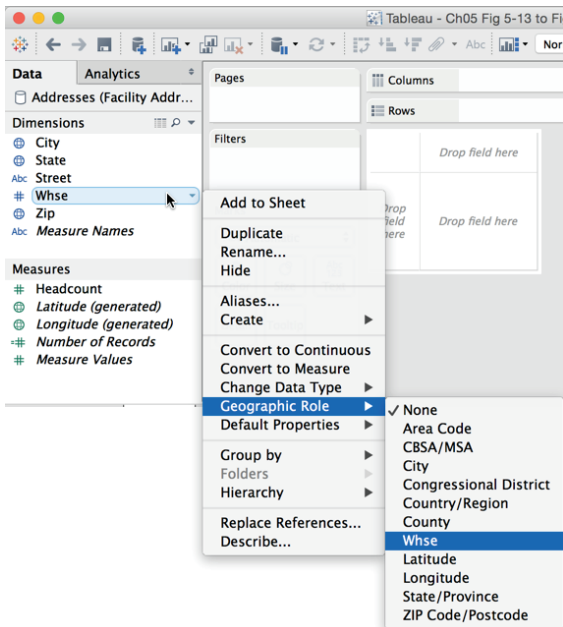 Tableau - Ch05 Fig 5-13 to Fi
Abc
Nor
Data
Analytics
Addresses (Facility Addr...
Dimensions
City
State
Abc Street
# Whse
Zip
Abc Measure Names
Measures
# Headcount
Latitude (generated)
Longitude (generated)
=# Number of Records
# Measure Values
Pages
Filters
Columns
Rows
Drop field here
Drop
field
here
Drop field here
Add to Sheet
Duplicate
Rename...
Hide
Aliases...
Create
Convert to Continuous
Convert to Measure
Change Data Type
Geographic Role
Default Properties
Group by
Folders
Hierarchy
Replace References...
Describe...
✓ None
Area Code
CBSA/MSA
City
Congressional District
Country/Region
County
Whse
Latitude
Longitude
State/Province
ZIP Code/Postcode